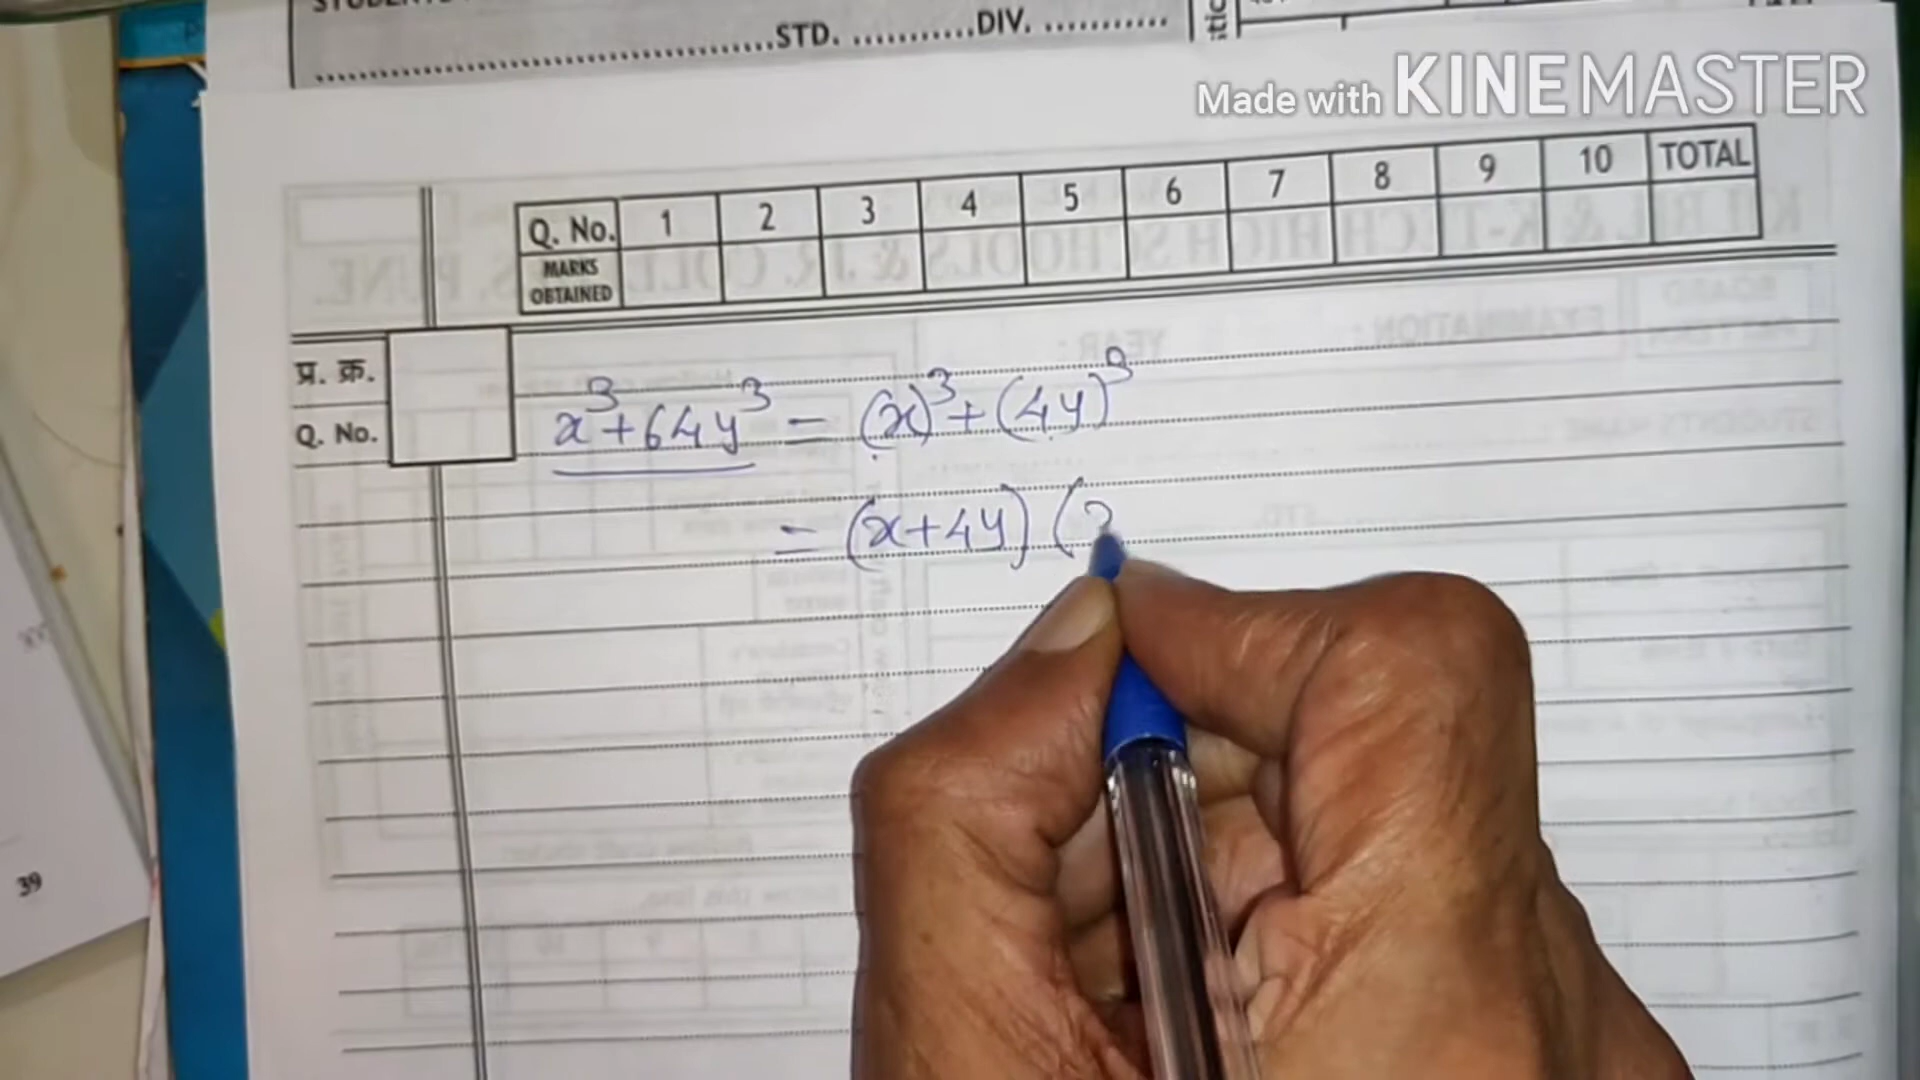 STD. ............DIV. ............
Made with KINEMASTER
Q. No. 1 2 3 4 5 6 7 8 9 10 TOTAL
MARKS OBTAINED
प्र. क्र.
Q. No.
x³+64y³ = (x)³+(4y)³
= (x+4y) (
39